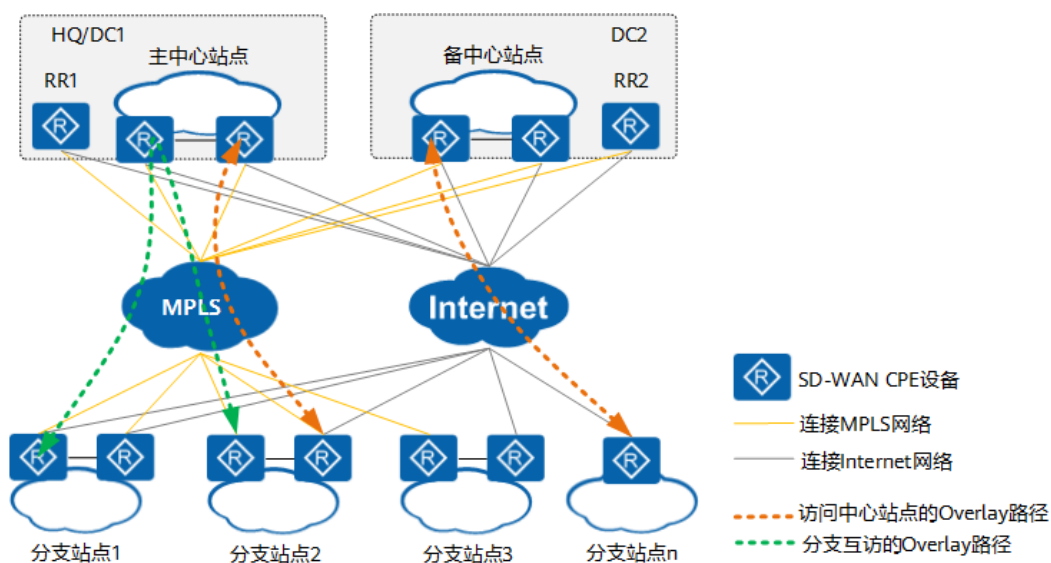 HQ/DC1
主中心站点
RR1
备中心站点
DC2
RR2
R
R
R
R
R
R
MPLS
Internet
R
R
R
R
R
R
R
分支站点1
分支站点2
分支站点3
分支站点n
R
SD-WAN CPE设备
连接MPLS网络
连接Internet网络
访问中心站点的Overlay路径
分支互访的Overlay路径